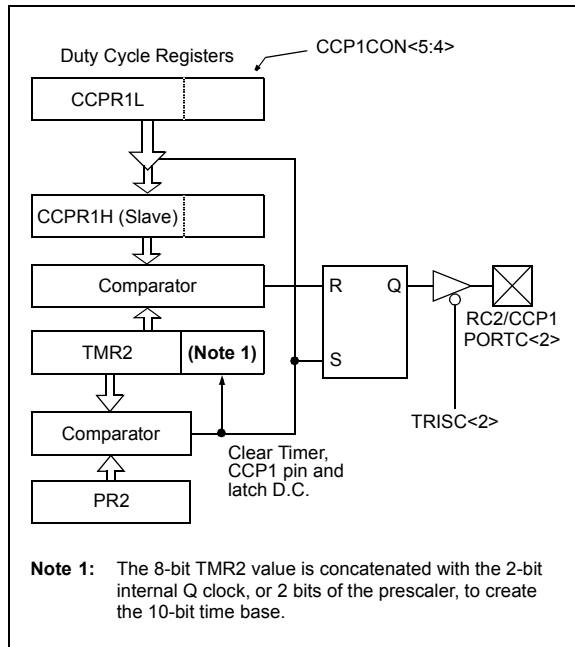 Duty Cycle Registers
CCP1CON<5:4>
CCPR1L
CCPR1H (Slave)
Comparator
R
Q
RC2/CCP1
PORTC<2>
TMR2
(Note 1)
S
TRISC<2>
Comparator
Clear Timer,
CCP1 pin and
latch D.C.
PR2
Note 1: The 8-bit TMR2 value is concatenated with the 2-bit
internal Q clock, or 2 bits of the prescaler, to create
the 10-bit time base.